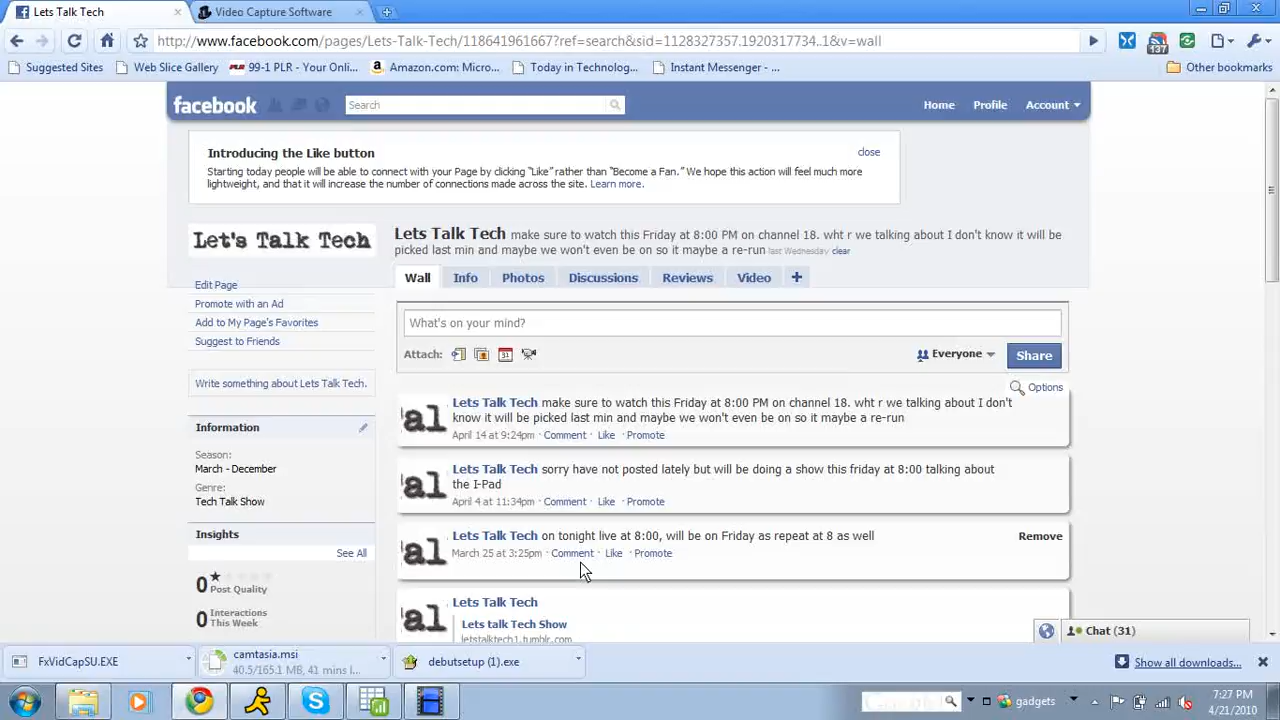 Lets Talk Tech
Video Capture Software
http://www.facebook.com/pages/Lets-Talk-Tech/118641961667?ref=search&sid=1128327357.1920317734..1&v=wall
137
Suggested Sites Web Slice Gallery PLR 99-1 PLR - Your Onli... a Amazon.com: Micro... Today in Technolog... Instant Messenger - ... Other bookmarks
facebook Search Home Profile Account
Introducing the Like button close
Starting today people will be able to connect with your Page by clicking "Like" rather than "Become a Fan." We hope this action will feel much more
lightweight, and that it will increase the number of connections made across the site. Learn more.
Let's Talk Tech
Lets Talk Tech make sure to watch this Friday at 8:00 PM on channel 18. wht r we talking about I don't know it will be
picked last min and maybe we won't even be on so it maybe a re-run last Wednesday clear
Wall Info Photos Discussions Reviews Video +
Edit Page
Promote with an Ad
Add to My Page's Favorites
Suggest to Friends
Write something about Lets Talk Tech.
Information
Season:
March - December
Genre:
Tech Talk Show
Insights
See All
0 Post Quality
0 Interactions
This Week
What's on your mind?
Attach: 31 Everyone Share
Options
al Lets Talk Tech make sure to watch this Friday at 8:00 PM on channel 18. wht r we talking about I don't
know it will be picked last min and maybe we won't even be on so it maybe a re-run
April 14 at 9:24pm · Comment · Like · Promote
al Lets Talk Tech sorry have not posted lately but will be doing a show this friday at 8:00 talking about
the I-Pad
April 4 at 11:34pm · Comment · Like · Promote
al Lets Talk Tech on tonight live at 8:00, will be on Friday as repeat at 8 as well Remove
March 25 at 3:25pm · Comment · Like · Promote
al Lets Talk Tech
Lets talk Tech Show
letstalktech1.tumblr.com
Chat (31)
FxVidCapSU.EXE
camtasia.msi
40.5/165.1 MB, 41 mins l...
debutsetup (1).exe
Show all downloads...
gadgets
7:27 PM
4/21/2010